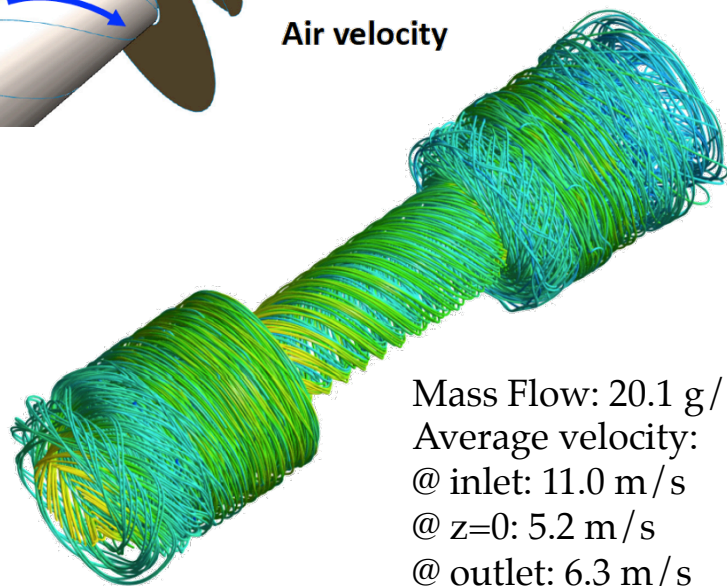 Air velocity
Mass Flow: 20.1 g/
Average velocity:
@ inlet: 11.0 m/s
@ z=0: 5.2 m/s
@ outlet: 6.3 m/s